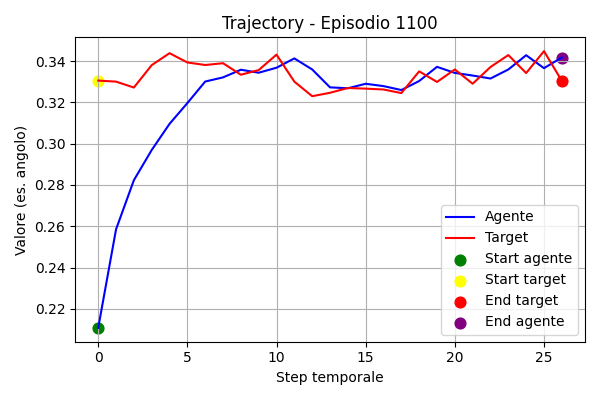 Trajectory - Episodio 1100
Valore (es. angolo)
0.34
0.32
0.30
0.28
0.26
0.24
0.22
0
5
10
15
20
25
Step temporale
Agente
Target
Start agente
Start target
End target
End agente